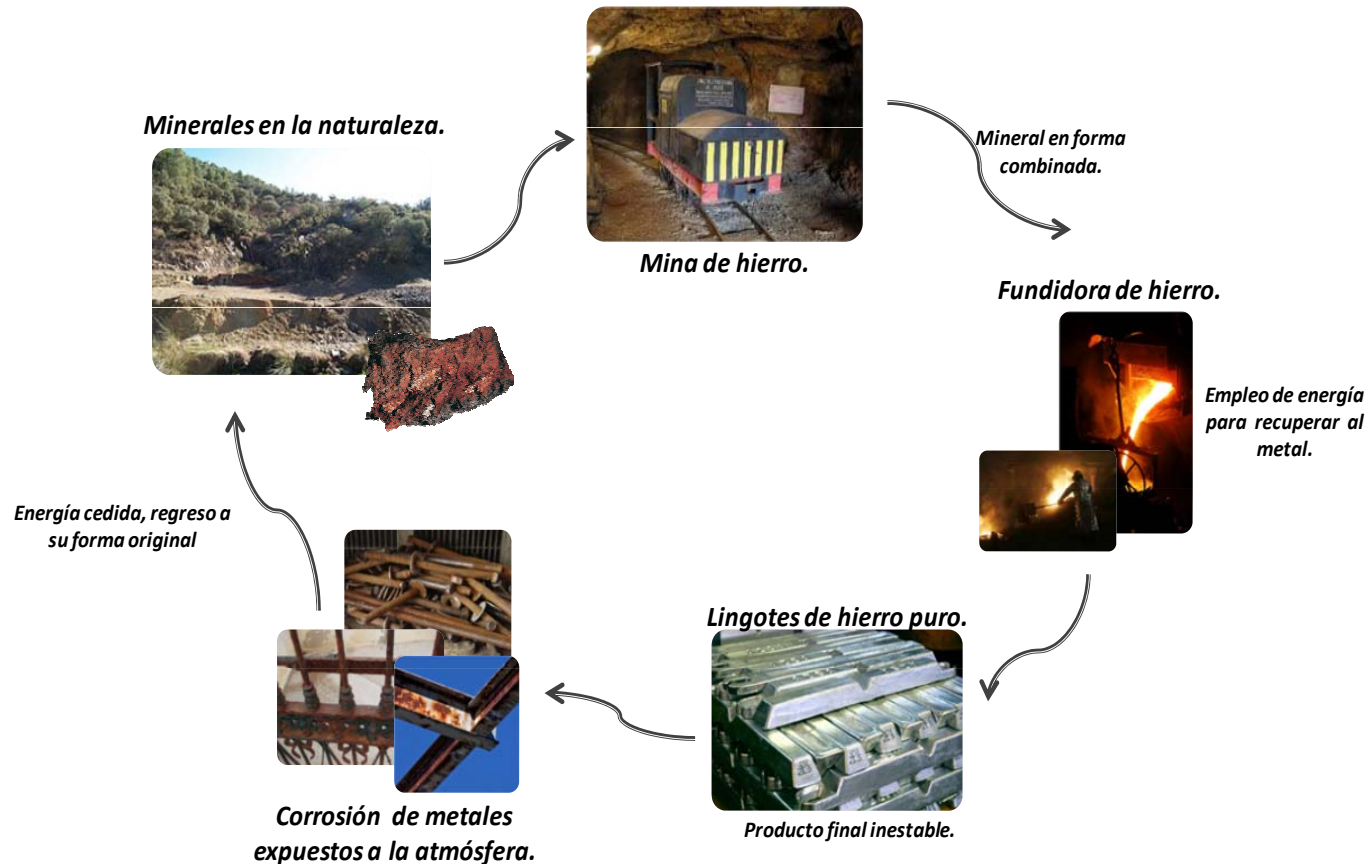 Minerales en la naturaleza.
Mina de hierro.
Mineral en forma
combinada.
Fundidora de hierro.
Empleo de energía
para recuperar al
metal.
Lingotes de hierro puro.
Producto final inestable.
Corrosión de metales
expuestos a la atmósfera.
Energía cedida, regreso a
su forma original